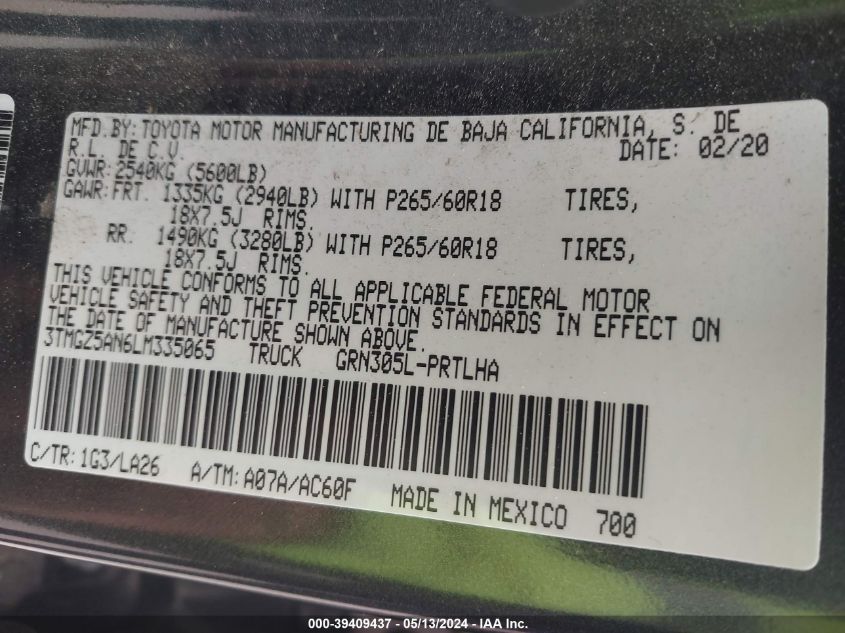 MFD.BY:TOYOTA MOTOR MANUFACTURING DE BAJA CALIFORNIA, S. DE
R.L. DE C.V. DATE: 02/20
GVWR:2540KG (5600LB)
GAWR:FRT. 1335KG (2940LB) WITH P265/60R18 TIRES,
18X7.5J RIMS.
RR. 1490KG (3280LB) WITH P265/60R18 TIRES,
18X7.5J RIMS.
THIS VEHICLE CONFORMS TO ALL APPLICABLE FEDERAL MOTOR
VEHICLE SAFETY AND THEFT PREVENTION STANDARDS IN EFFECT ON
THE DATE OF MANUFACTURE SHOWN ABOVE.
3TMGZ5AN6LM335065 TRUCK GRN305L-PRTLHA
C/TR:1G3/LA26 A/TM:A07A/AC60F MADE IN MEXICO 700
000-39409437 - 05/13/2024 - IAA Inc.